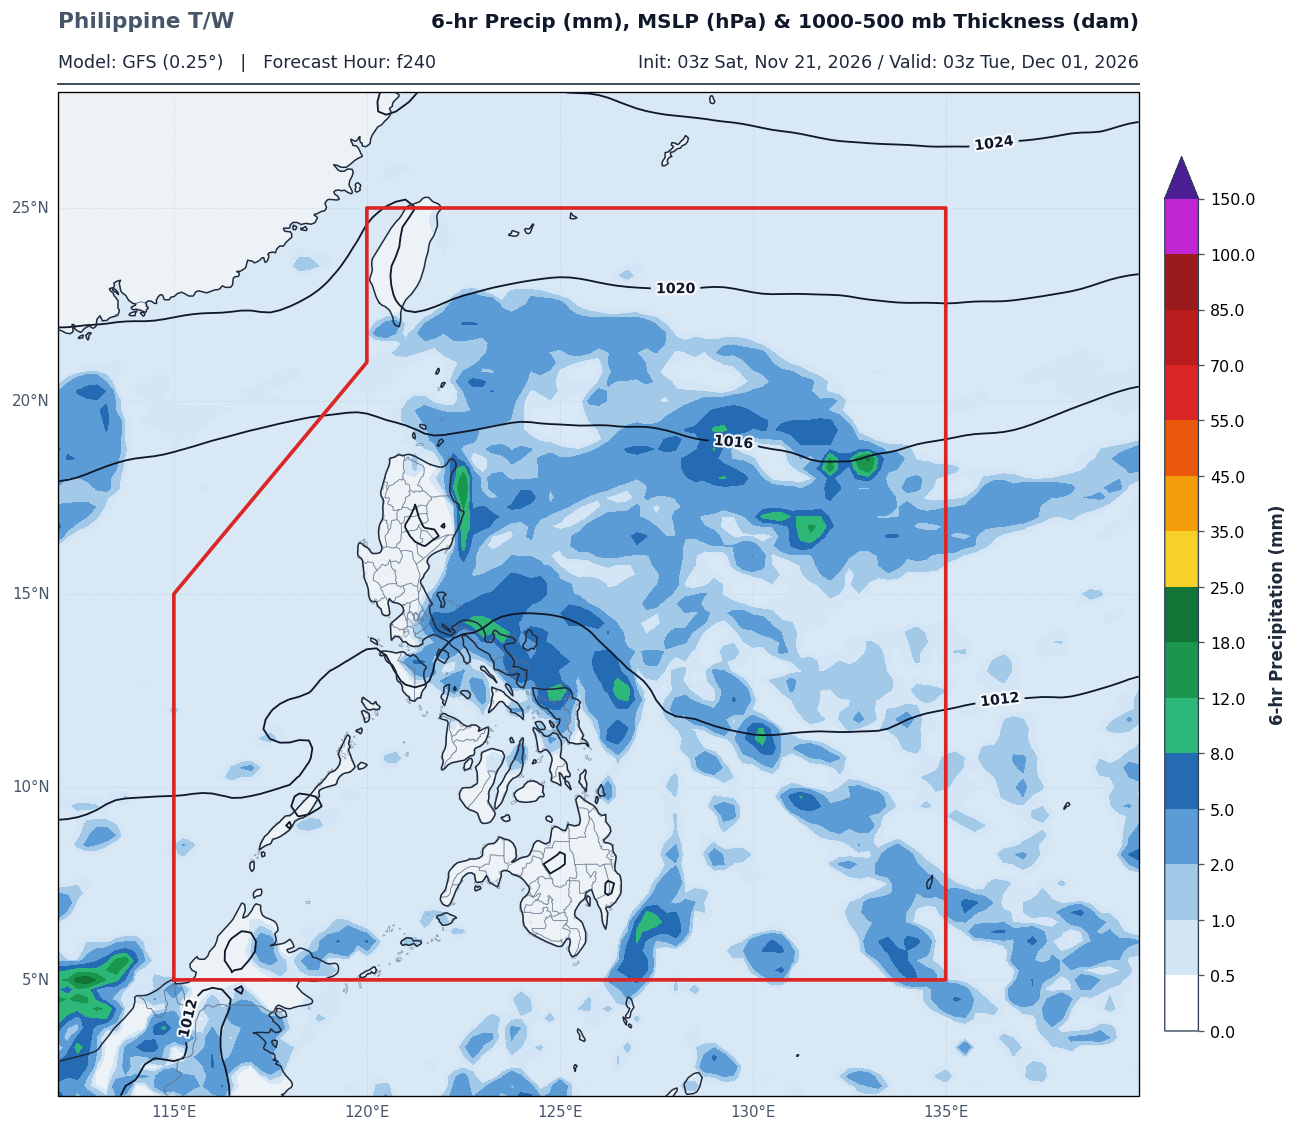 Philippine T/W
6-hr Precip (mm), MSLP (hPa) & 1000-500 mb Thickness (dam)
Model: GFS (0.25°) | Forecast Hour: f240
Init: 03z Sat, Nov 21, 2026 / Valid: 03z Tue, Dec 01, 2026
1024
1020
1016
1012
1012
25°N
20°N
15°N
10°N
5°N
115°E
120°E
125°E
130°E
135°E
150.0
100.0
85.0
70.0
55.0
45.0
35.0
25.0
18.0
12.0
8.0
5.0
2.0
1.0
0.5
0.0
6-hr Precipitation (mm)